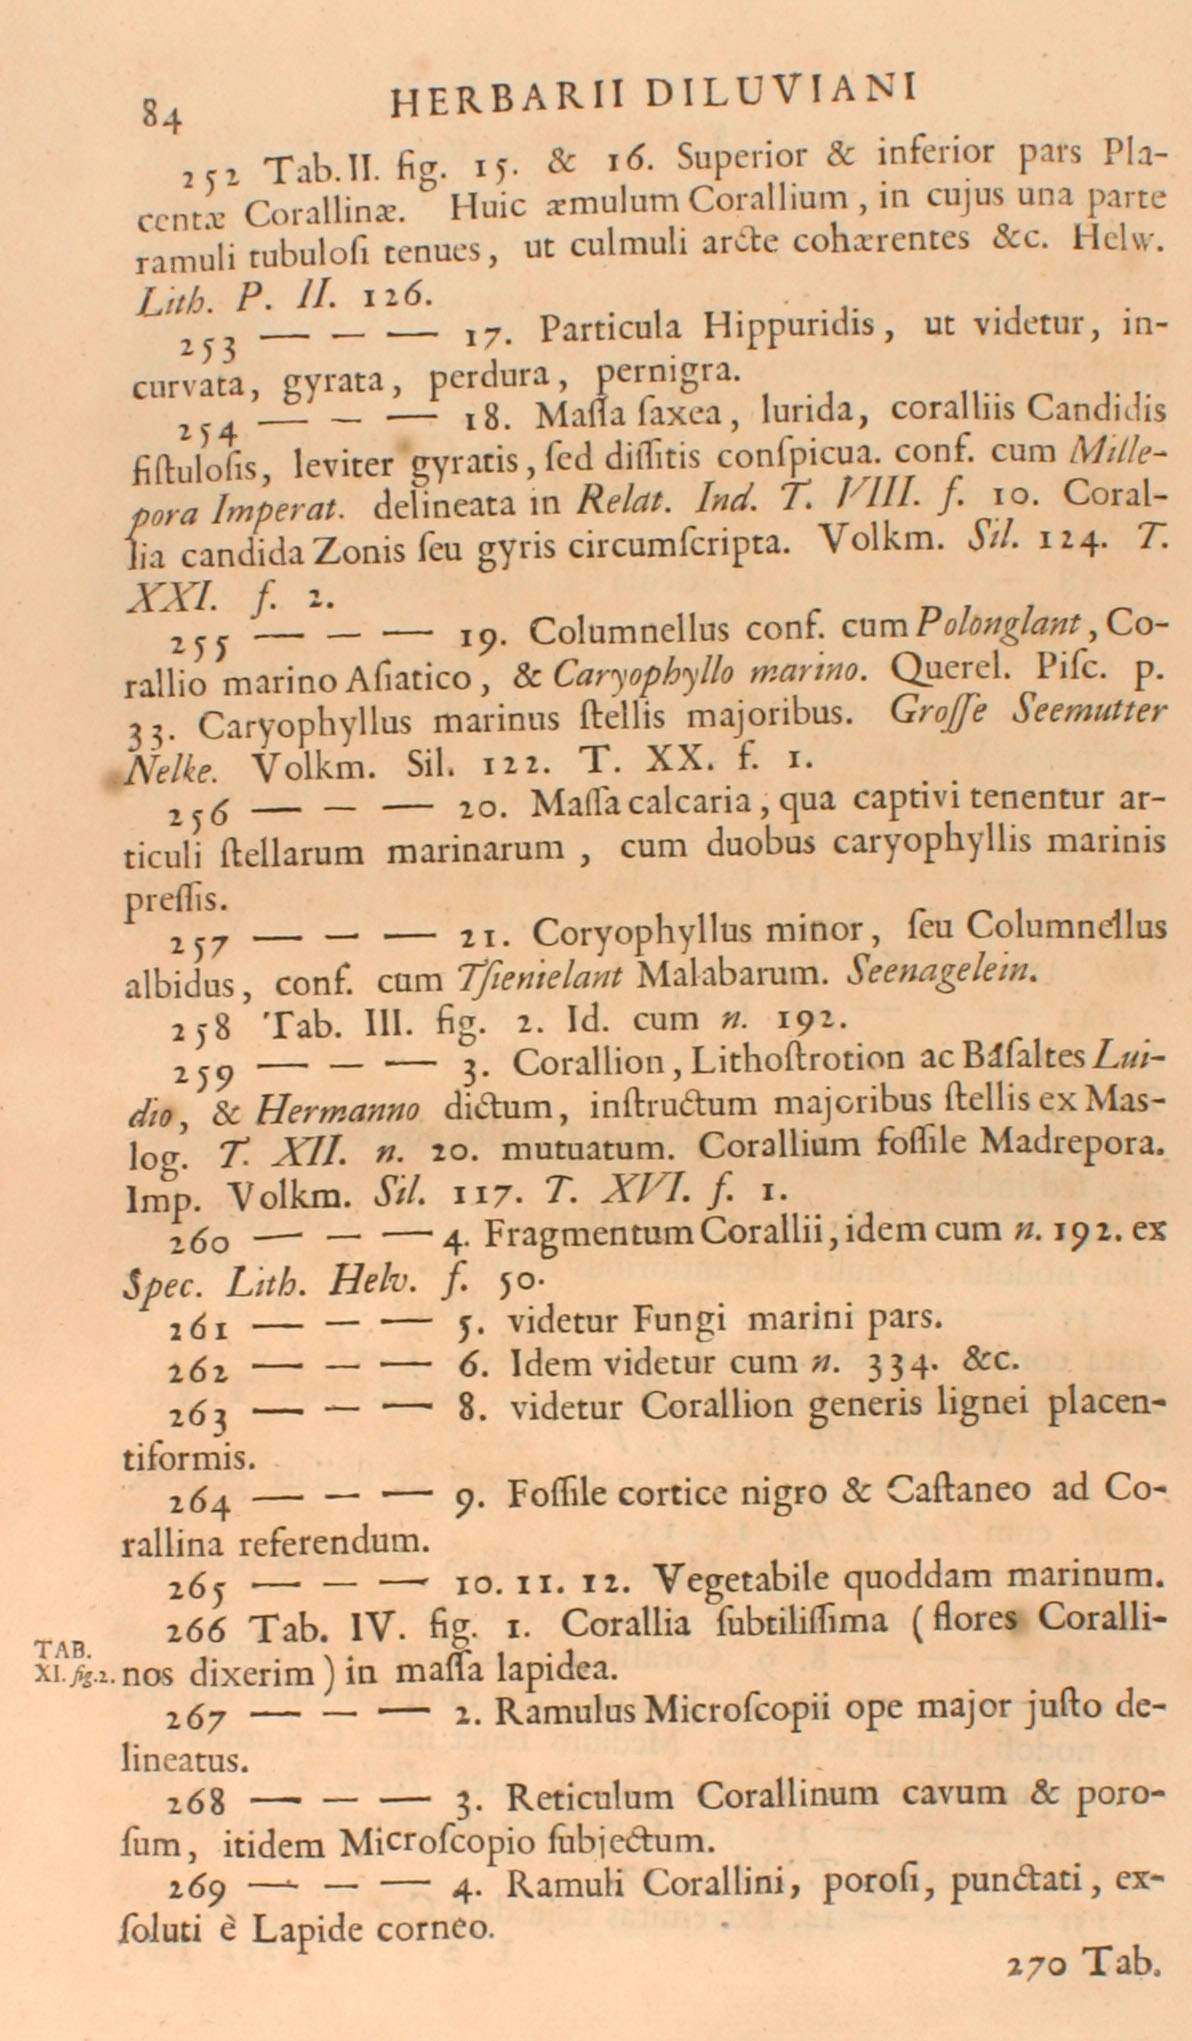 84 HERBARII DILUVIANI
252 Tab. II. fig. 15. & 16. Superior & inferior pars Pla-
centæ Corallinæ. Huic æmulum Corallium, in cujus una parte
ramuli tubuloſi tenues, ut culmuli arcte cohærentes &c. Helw.
Lith. P. II. 126.
253 — — — 17. Particula Hippuridis, ut videtur, in-
curvata, gyrata, perdura, pernigra.
254 — — — 18. Maſſa ſaxea, lurida, coralliis Candidis
fiſtuloſis, leviter gyratis, ſed diſſitis conſpicua. conf. cum Mille-
pora Imperat. delineata in Relat. Ind. T. VIII. f. 10. Coral-
lia candida Zonis ſeu gyris circumſcripta. Volkm. Sil. 124. T.
XXI. f. 2.
255 — — — 19. Columnellus conf. cum Polonglant, Co-
rallio marino Aſiatico, & Caryophyllo marino. Querel. Piſc. p.
33. Caryophyllus marinus ſtellis majoribus. Groſſe Seemutter
Nelke. Volkm. Sil. 122. T. XX. f. 1.
256 — — — 20. Maſſa calcaria, qua captivi tenentur ar-
ticuli ſtellarum marinarum, cum duobus caryophyllis marinis
preſſis.
257 — — — 21. Coryophyllus minor, ſeu Columnellus
albidus, conf. cum Tſienielant Malabarum. Seenagelein.
258 Tab. III. fig. 2. Id. cum n. 192.
259 — — — 3. Corallion, Lithoſtrotion ac Baſaltes Lui-
dio, & Hermanno dictum, inſtructum majoribus ſtellis ex Mas-
log. T. XII. n. 20. mutuatum. Corallium foſſile Madrepora.
Imp. Volkm. Sil. 117. T. XVI. f. 1.
260 — — — 4. Fragmentum Corallii, idem cum n. 192. ex
Spec. Lith. Helv. f. 50.
261 — — — 5. videtur Fungi marini pars.
262 — — — 6. Idem videtur cum n. 334. &c.
263 — — — 8. videtur Corallion generis lignei placen-
tiformis.
264 — — — 9. Foſſile cortice nigro & Caſtaneo ad Co-
rallina referendum.
265 — — — 10. 11. 12. Vegetabile quoddam marinum.
266 Tab. IV. fig. 1. Corallia ſubtiliſſima (flores Coralli-
TAB.
XI. fig. 2. nos dixerim) in maſſa lapidea.
267 — — — 2. Ramulus Microſcopii ope major juſto de-
lineatus.
268 — — — 3. Reticulum Corallinum cavum & poro-
ſum, itidem Microſcopio ſubjectum.
269 — — — 4. Ramuli Corallini, poroſi, punctati, ex-
ſoluti è Lapide corneo.
270 Tab.